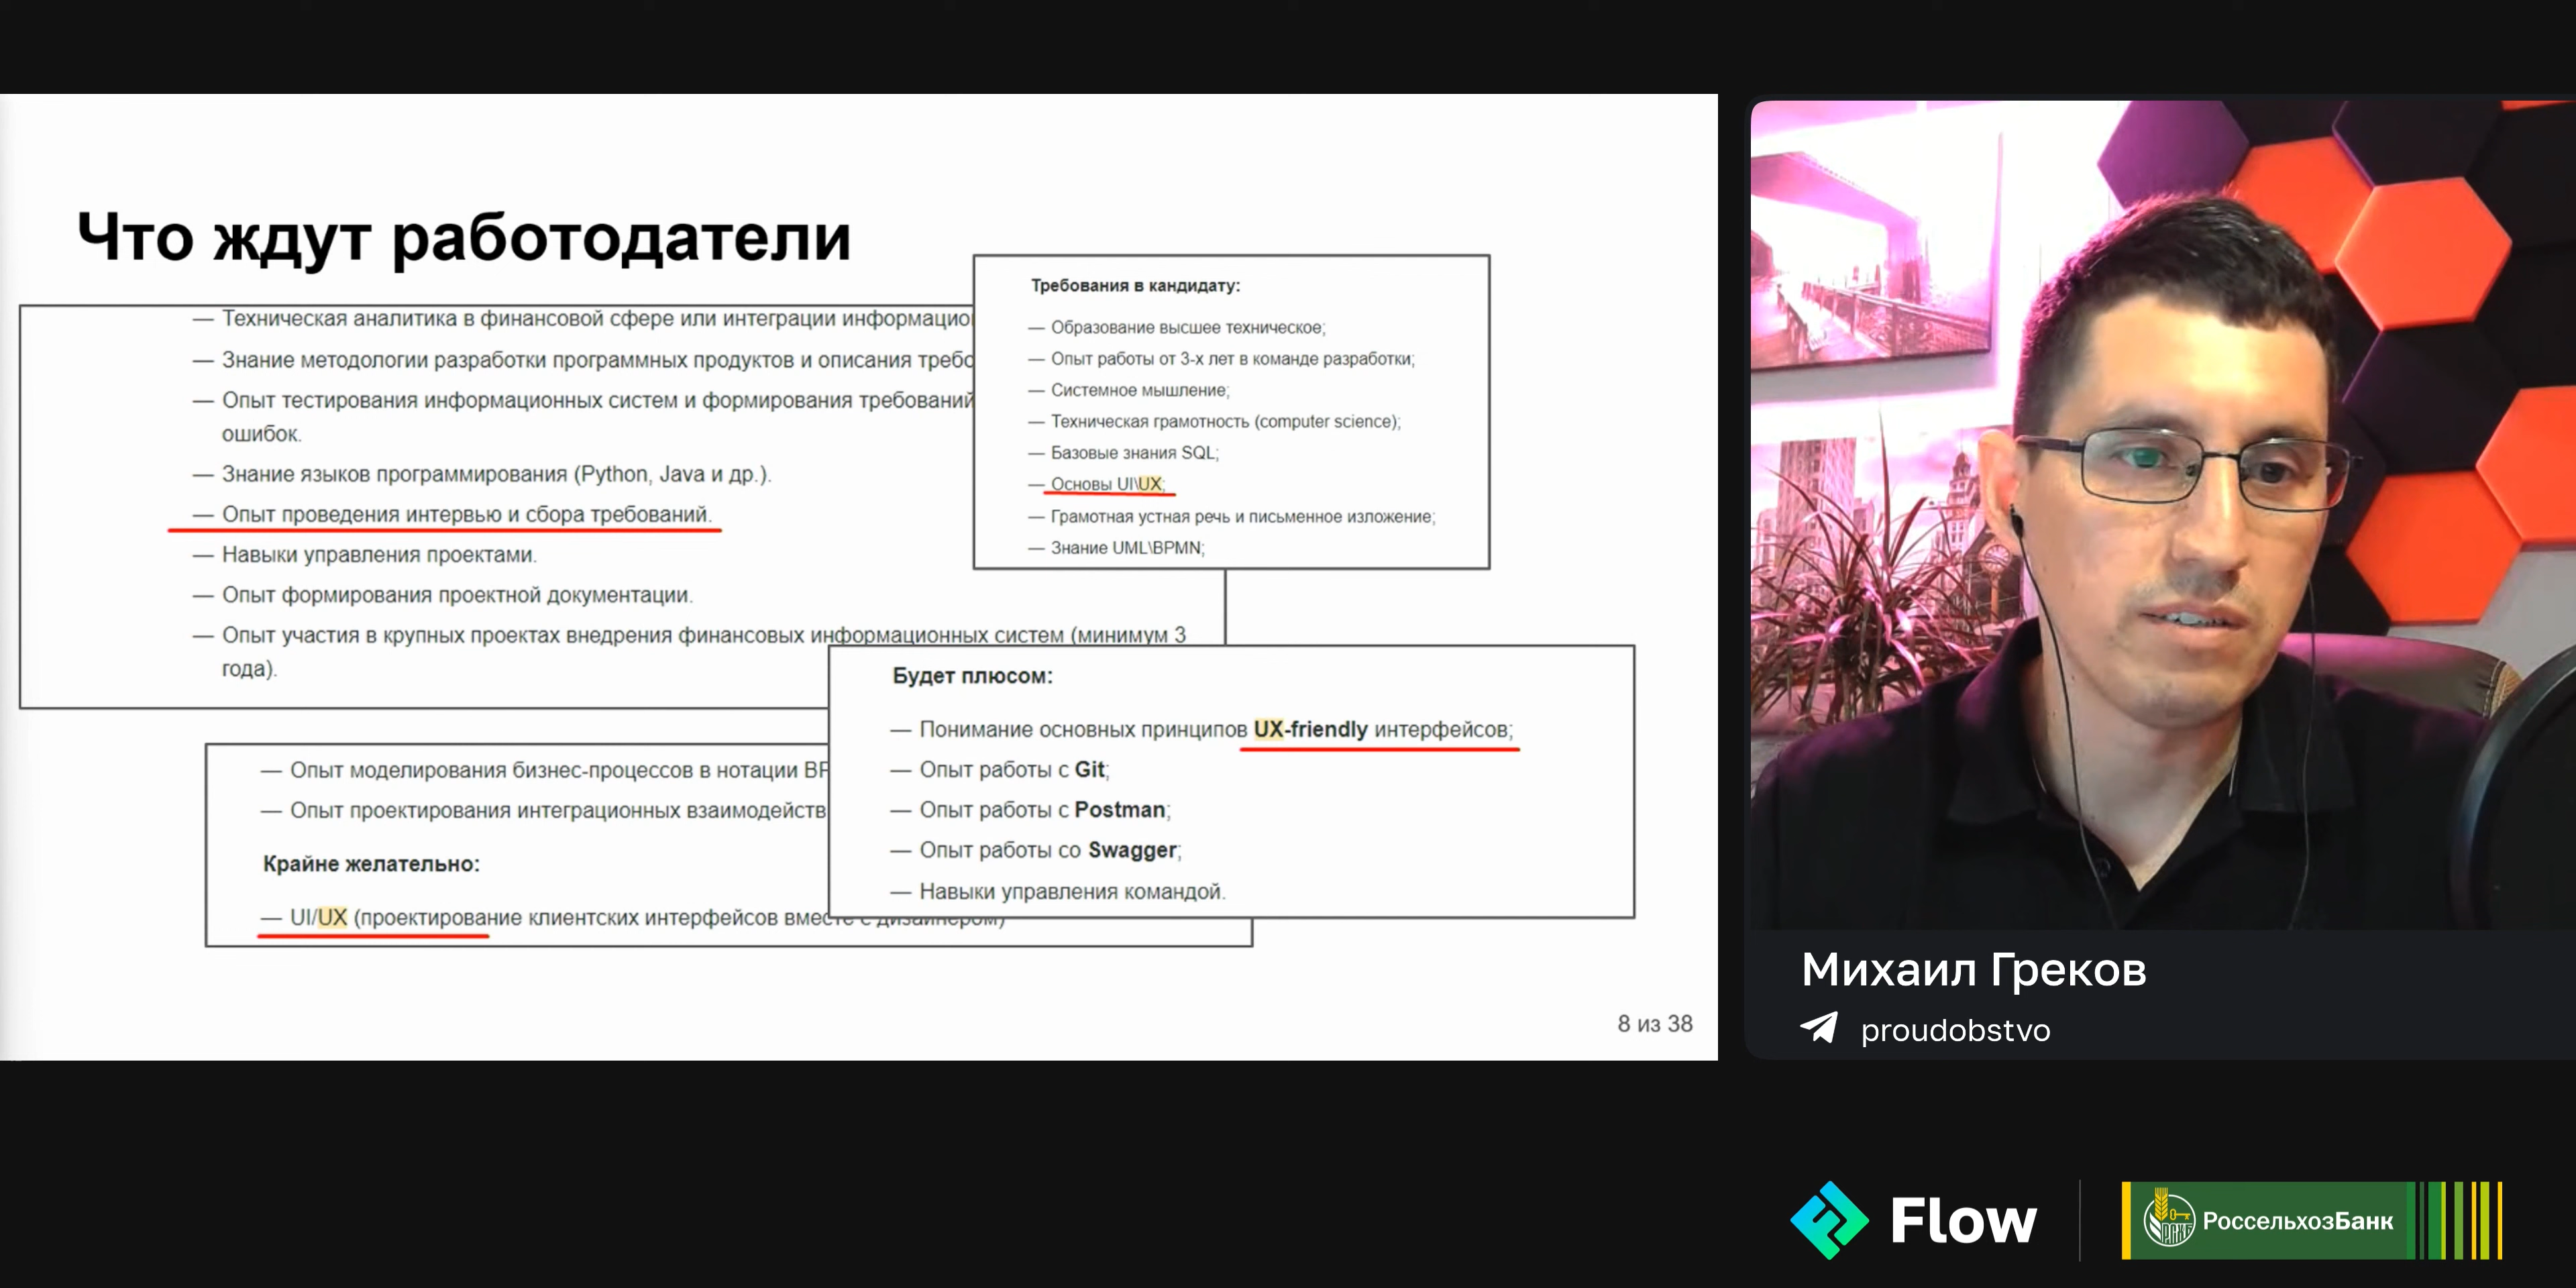 Что ждут работодатели
— Техническая аналитика в финансовой сфере или интеграции
— Знание методологии разработки программных продуктов и описания
— Опыт тестирования информационных систем и формирования требований
ошибок.
— Знание языков программирования (Python, Java и др.).
— Опыт проведения интервью и сбора требований.
— Навыки управления проектами.
— Опыт формирования проектной документации.
— Опыт участия в крупных проектах внедрения финансовых информационных систем (минимум 3
года).
Требования в кандидату:
— Образование высшее техническое;
— Опыт работы от 3-х лет в команде разработки;
— Системное мышление;
— Техническая грамотность (computer science);
— Базовые знания SQL;
— Основы UI\UX;
— Грамотная устная речь и письменное изложение;
— Знание UML\BPMN;
— Опыт моделирования бизнес-процессов в нотации
— Опыт проектирования интеграционных
Крайне желательно:
— UI/UX (проектирование клиентских интерфейсов вместе с дизайнером)
Будет плюсом:
— Понимание основных принципов UX-friendly интерфейсов;
— Опыт работы с Git;
— Опыт работы с Postman;
— Опыт работы со Swagger;
— Навыки управления командой.
8 из 38
Михаил Греков
proudobstvo
Flow
РСХБ
РоссельхозБанк